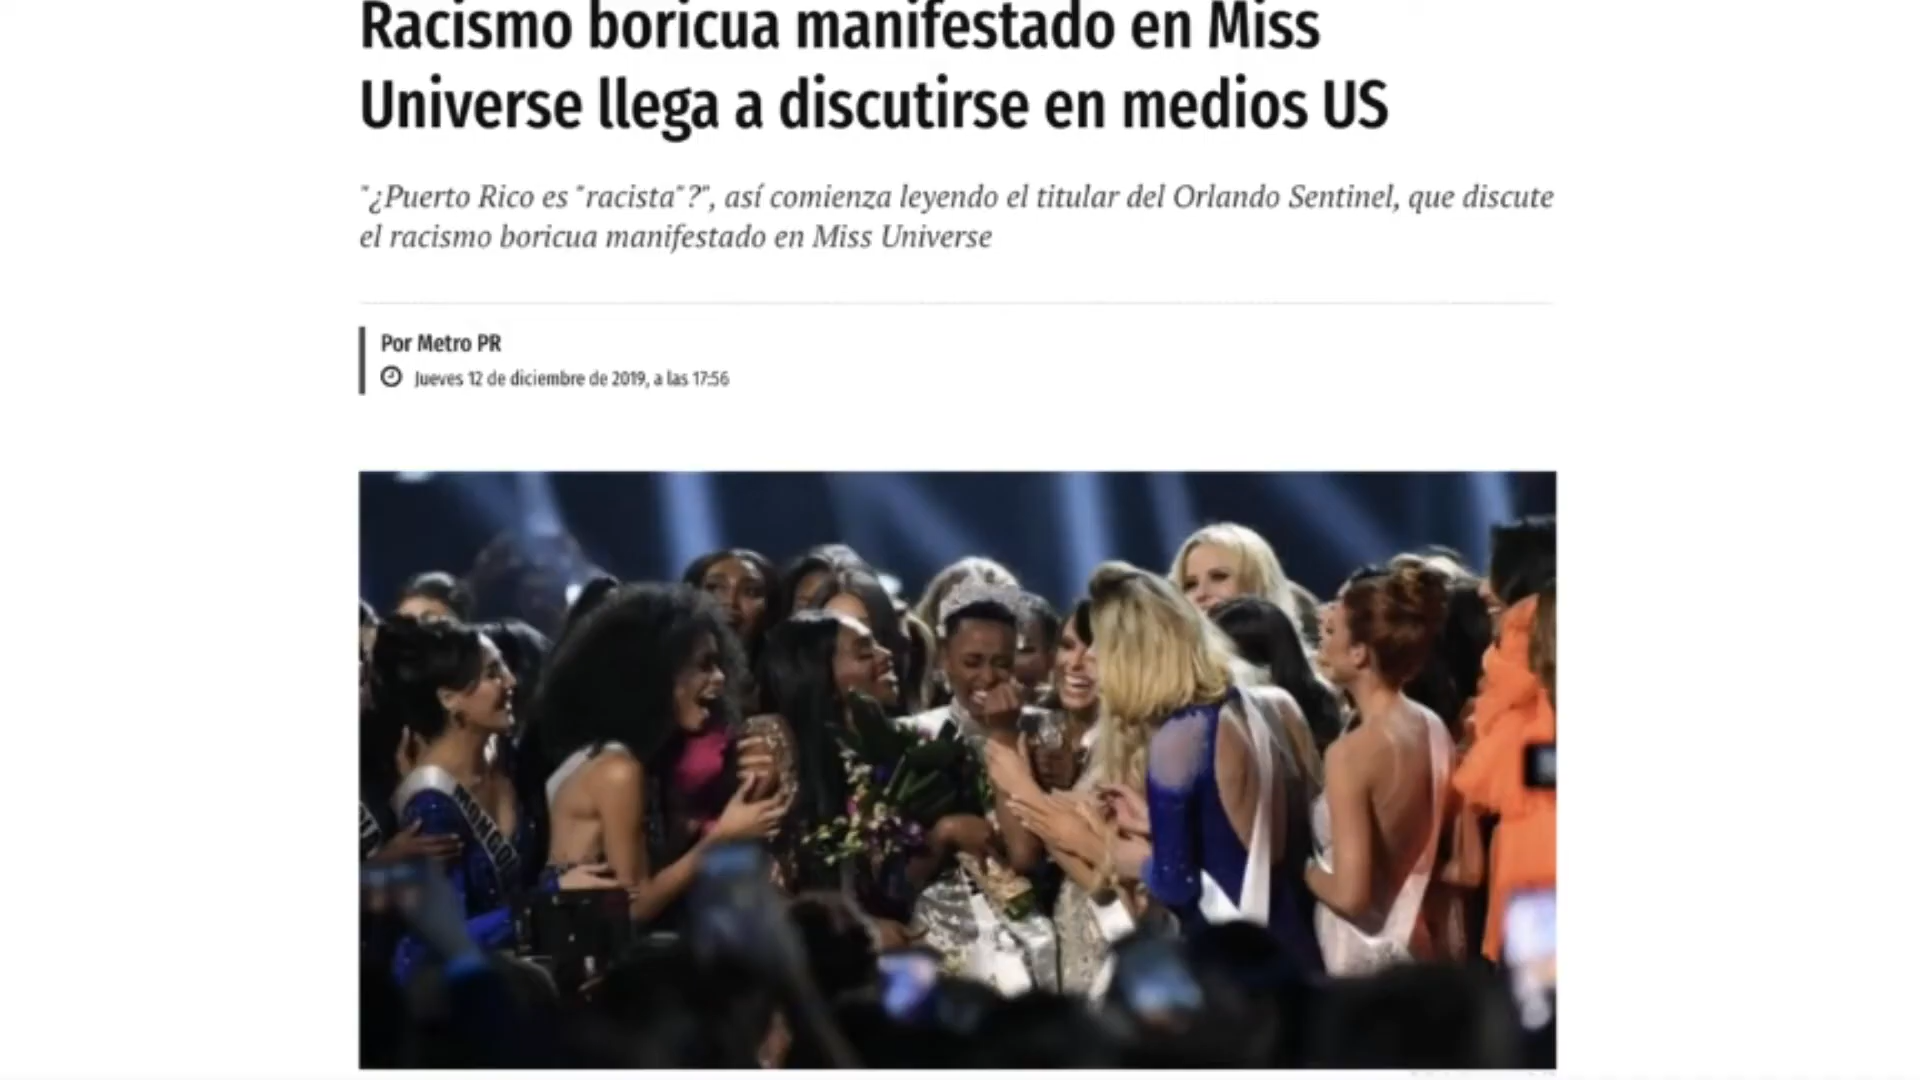 Racismo boricua manifestado en Miss
Universe llega a discutirse en medios US
"¿Puerto Rico es "racista"?", así comienza leyendo el titular del Orlando Sentinel, que discute
el racismo boricua manifestado en Miss Universe
Por Metro PR
Jueves 12 de diciembre de 2019, a las 17:56